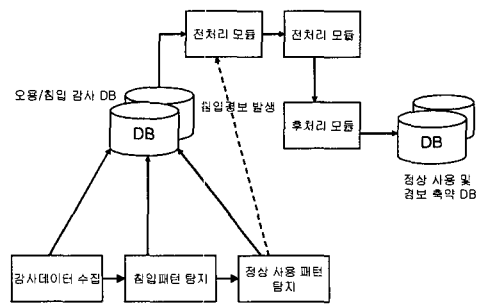 전처리 모듈
전처리 모듈
오용/침입 감사 DB
침입경보 발생
DB
후처리 모듈
DB
정상 사용 및
경보 축약 DB
감사데이터 수집
침입패턴 탐지
정상 사용 패턴
탐지